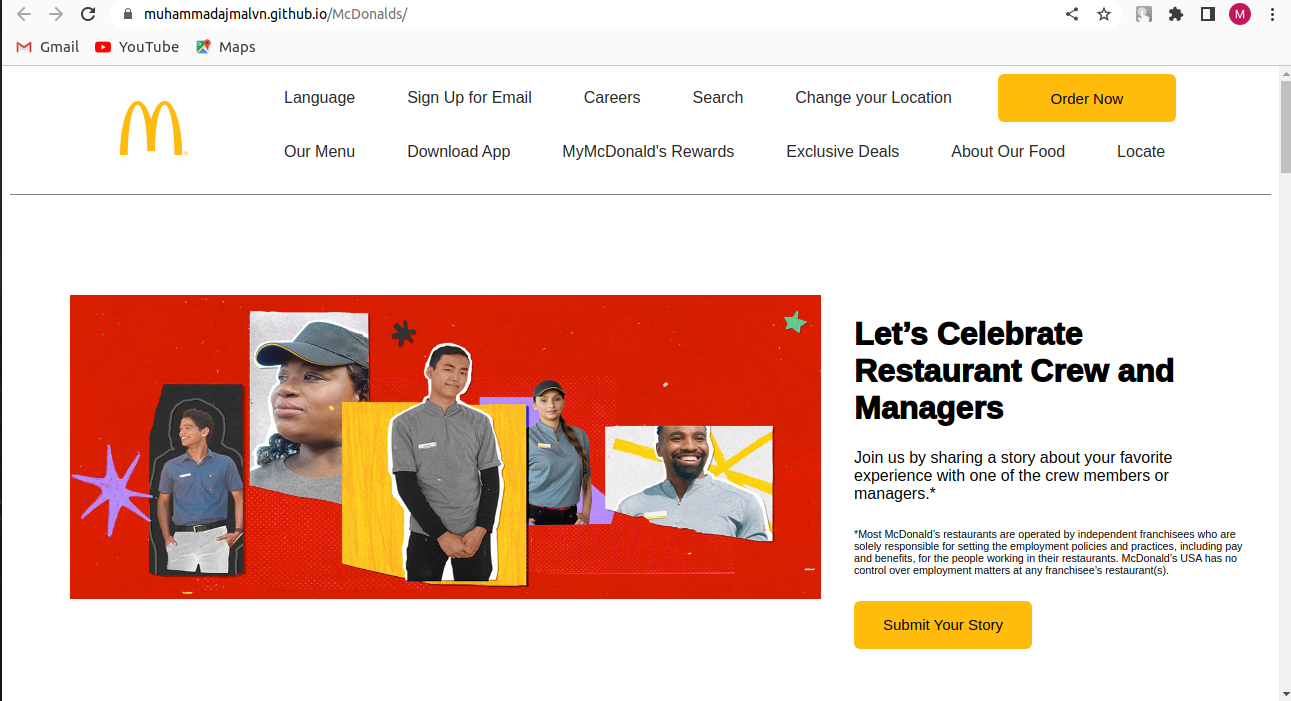 muhammadajmalvn.github.io/McDonalds/
M
Gmail YouTube Maps
Language Sign Up for Email Careers Search Change your Location Order Now
Our Menu Download App MyMcDonald's Rewards Exclusive Deals About Our Food Locate
Let’s Celebrate
Restaurant Crew and
Managers
Join us by sharing a story about your favorite
experience with one of the crew members or
managers.*
*Most McDonald’s restaurants are operated by independent franchisees who are
solely responsible for setting the employment policies and practices, including pay
and benefits, for the people working in their restaurants. McDonald’s USA has no
control over employment matters at any franchisee’s restaurant(s).
Submit Your Story